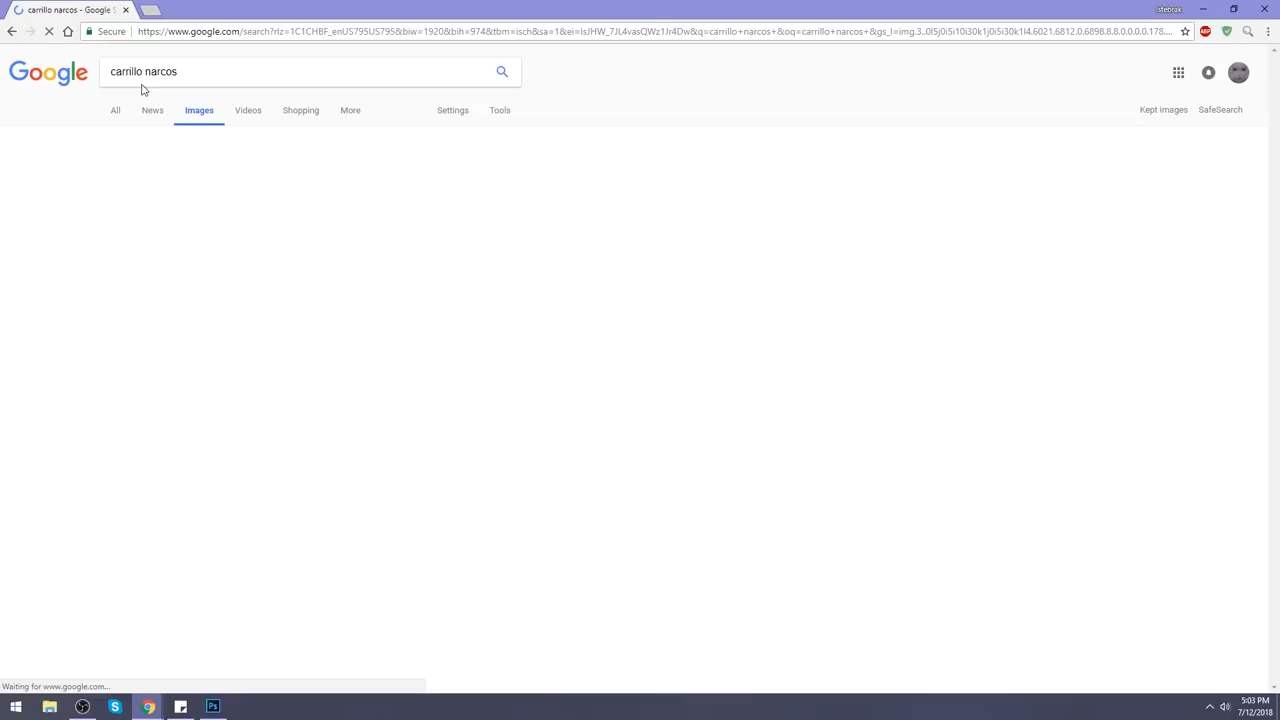 carrillo narcos - Google S
istebrak
Secure
https://www.google.com/search?rlz=1C1CHBF_enUS795US795&biw=1920&bih=974&tbm=isch&sa=1&ei=IsJHW_7JL4vasQWz1Jr4Dw&q=carrillo+narcos+&oq=carrillo+narcos+&gs_l=img.3..0l5j0i5i10i30k1j0i5i30k1l4.6021.6812.0.6898.8.8.0.0.0.0.178....
Google
carrillo narcos
All News Images Videos Shopping More Settings Tools
Kept images SafeSearch
ABP
Waiting for www.google.com...
S
Ps
5:03 PM
7/12/2018